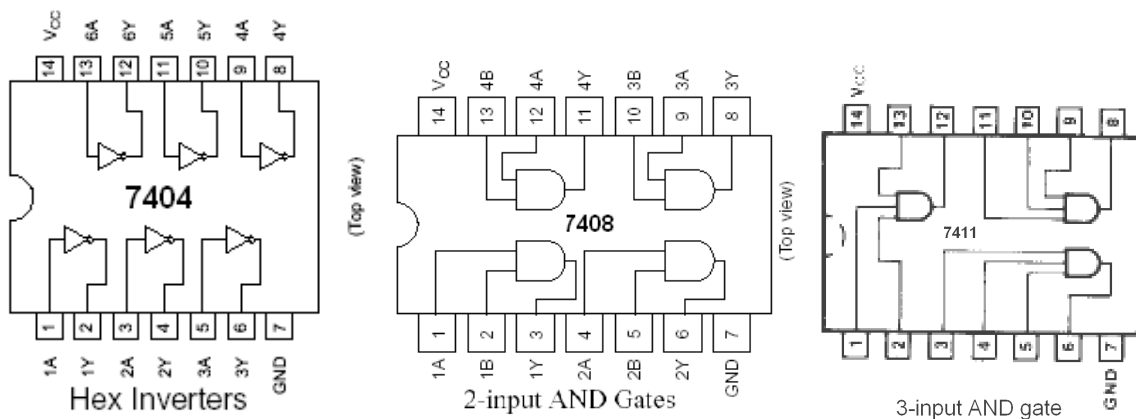 VCC 6A 6Y 5A 5Y 4A 4Y
14 13 12 11 10 9 8
7404
1 2 3 4 5 6 7
1A 1Y 2A 2Y 3A 3Y GND
Hex Inverters
(Top view)
VCC 4B 4A 4Y 3B 3A 3Y
14 13 12 11 10 9 8
7408
1 2 3 4 5 6 7
1A 1B 1Y 2A 2B 2Y GND
2-input AND Gates
(Top view)
VCC
14 13 12 11 10 9 8
7411
1 2 3 4 5 6 7
GND
3-input AND gate